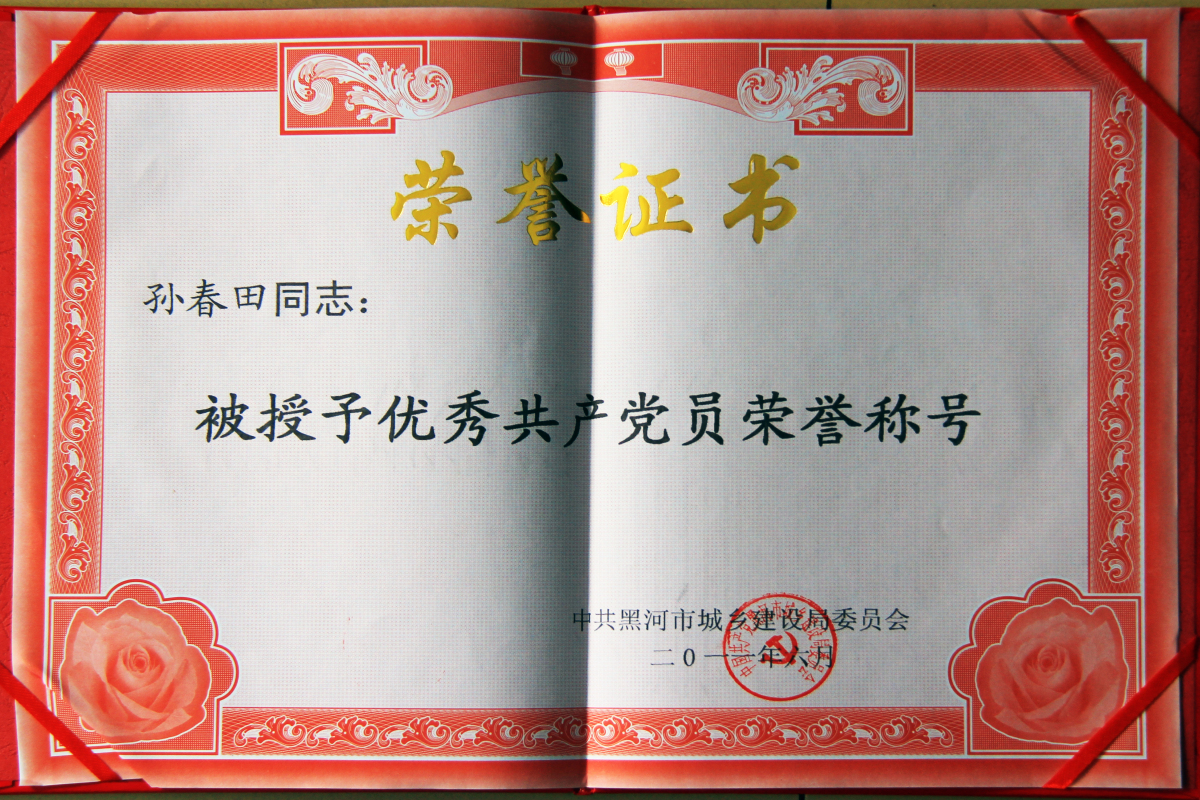 荣誉证书
孙春田同志：
被授予优秀共产党员荣誉称号
中共黑河市城乡建设局委员会
二0一一年六月